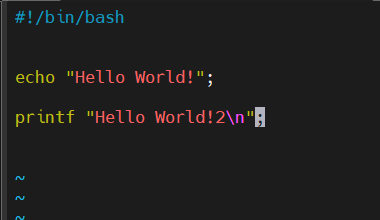 #!/bin/bash
echo "Hello World!";
printf "Hello World!2\n";
~
~
~